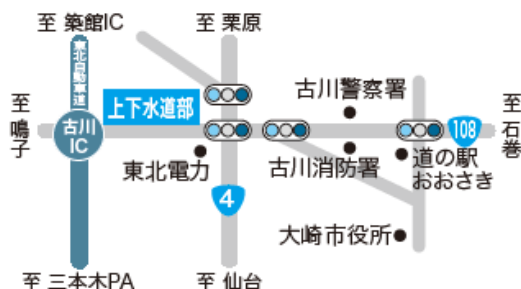 至 築館IC
至 栗原
東北自動車道
上下水道部
古川警察署
至 鳴子
古川
IC
108
至 石巻
東北電力
古川消防署
道の駅
おおさき
4
大崎市役所
至 三本木PA
至 仙台